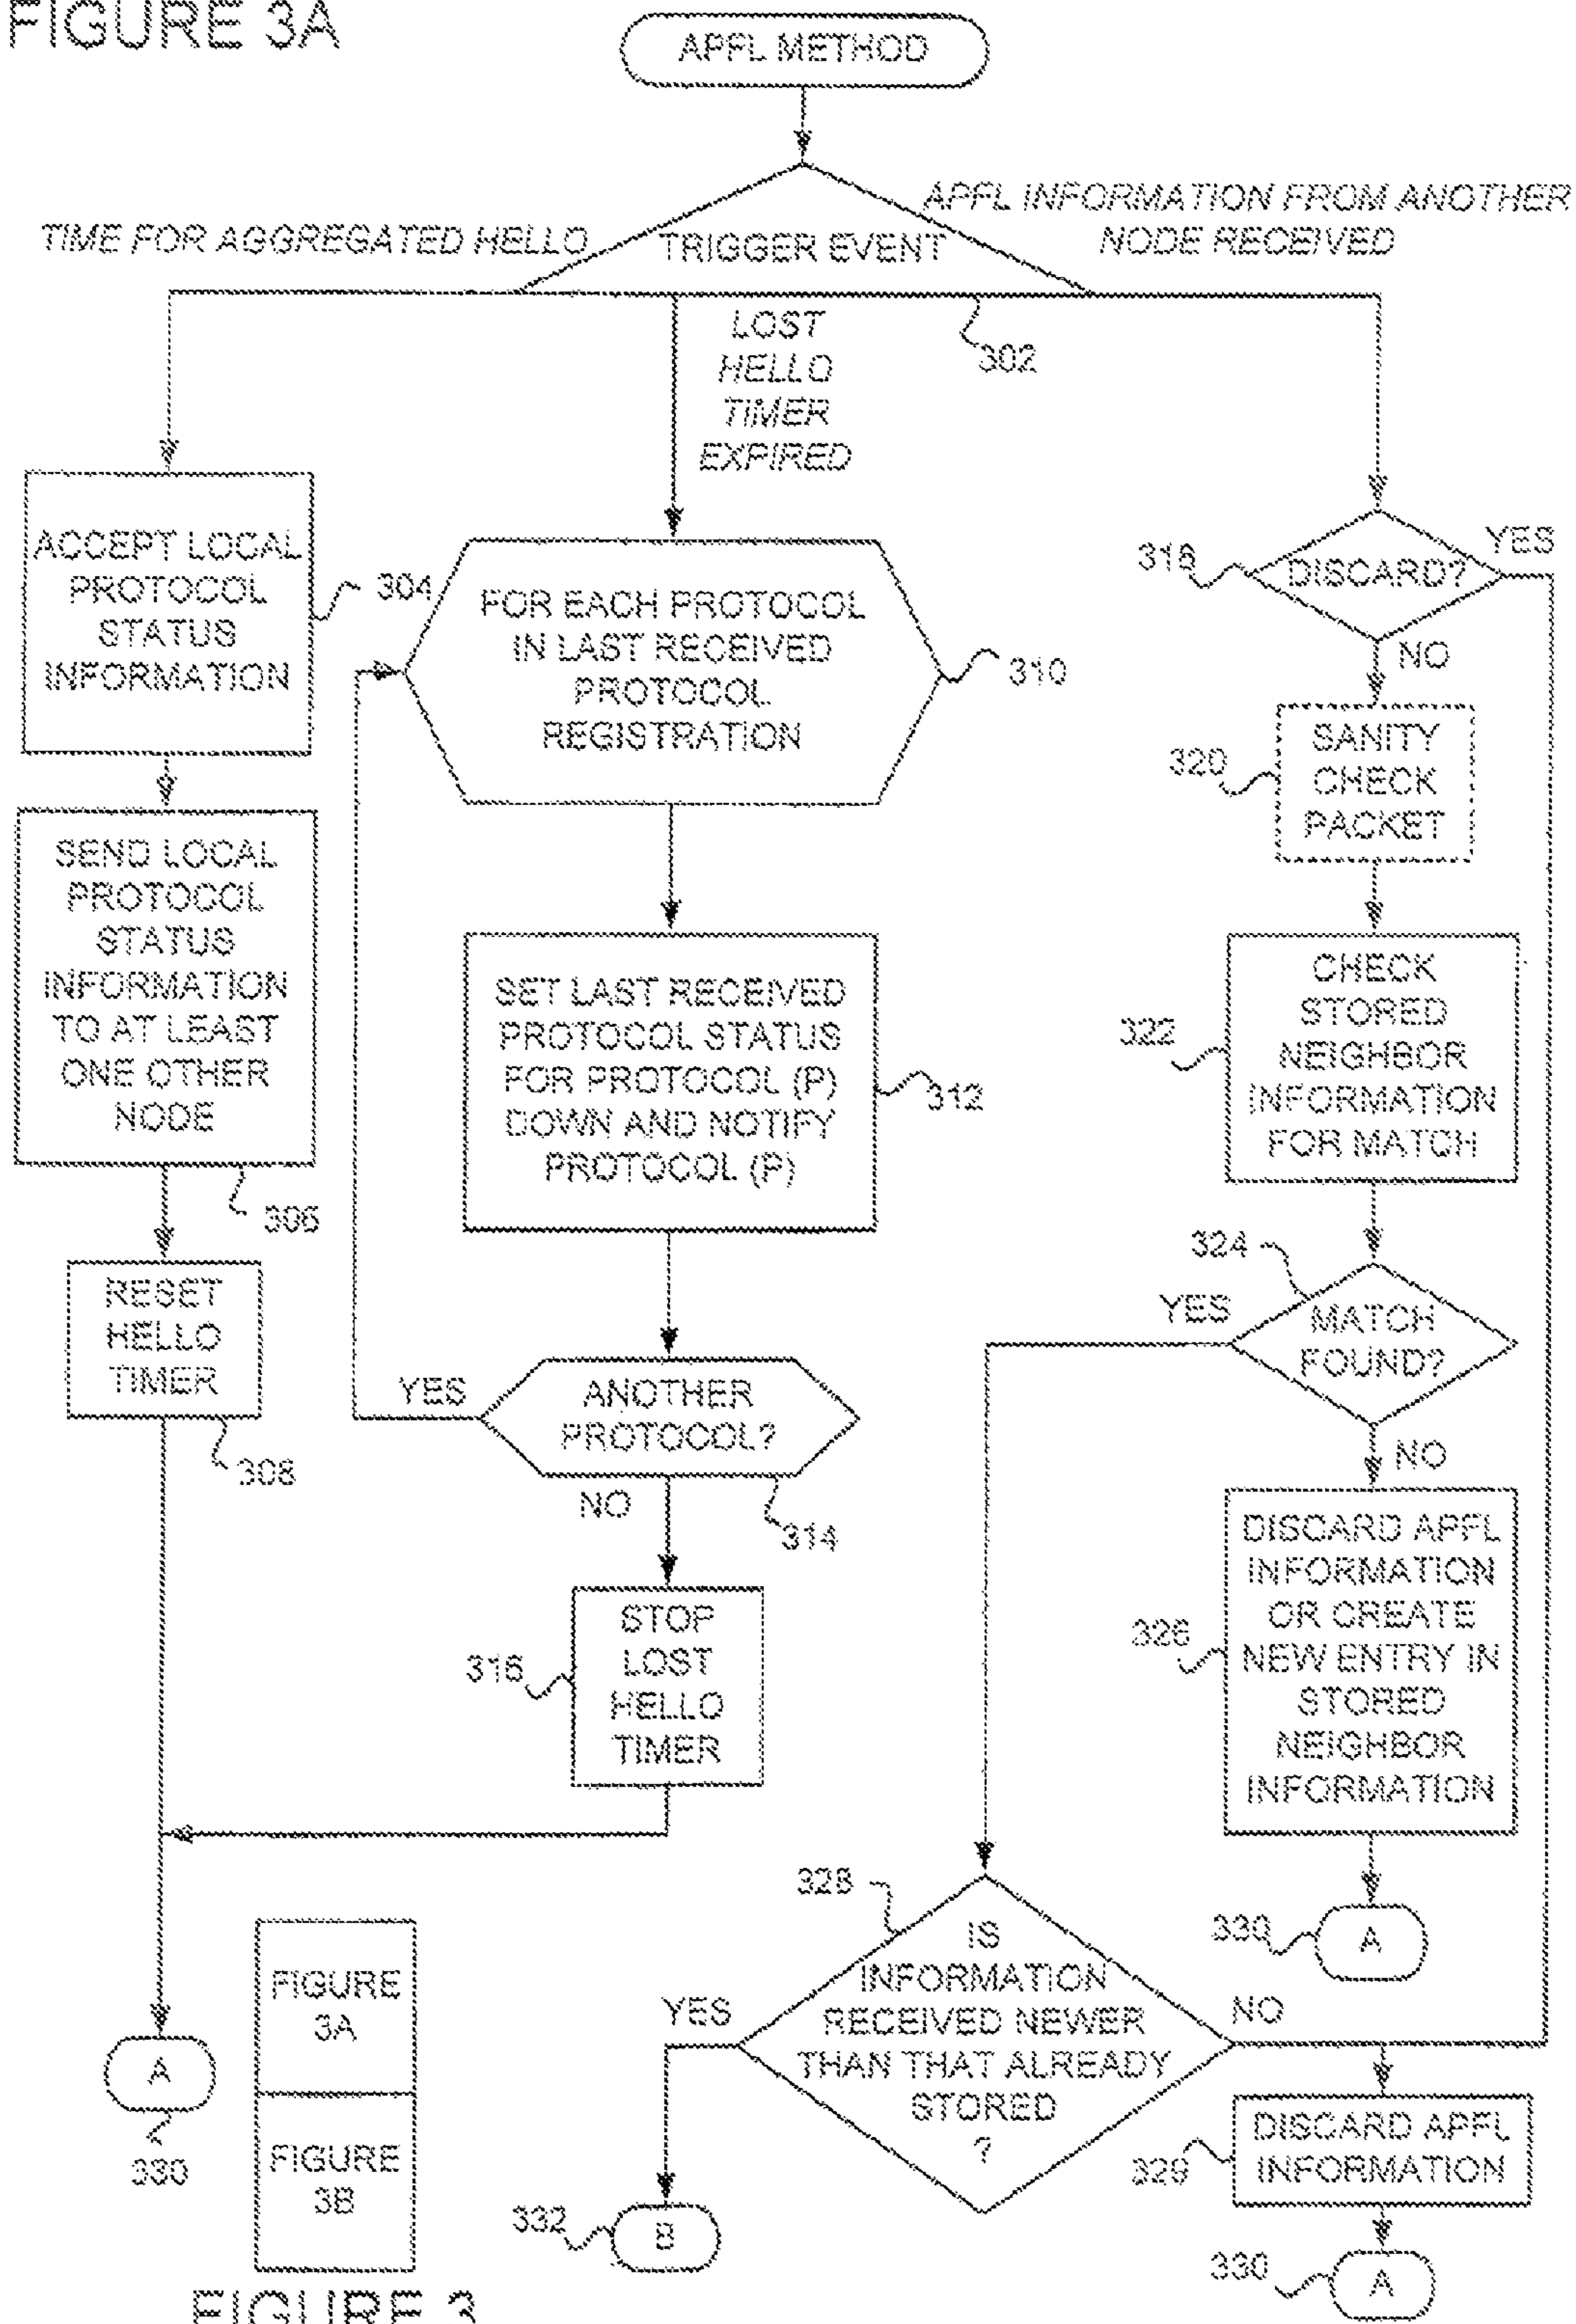 FIGURE 3A
APFL METHOD
TRIGGER EVENT
TIME FOR AGGREGATED HELLO
APFL INFORMATION FROM ANOTHER
NODE RECEIVED
LOST
HELLO
TIMER
EXPIRED
302
ACCEPT LOCAL
PROTOCOL
STATUS
INFORMATION
304
SEND LOCAL
PROTOCOL
STATUS
INFORMATION
TO AT LEAST
ONE OTHER
NODE
306
RESET
HELLO
TIMER
308
FOR EACH PROTOCOL
IN LAST RECEIVED
PROTOCOL
REGISTRATION
310
SET LAST RECEIVED
PROTOCOL STATUS
FOR PROTOCOL (P)
DOWN AND NOTIFY
PROTOCOL (P)
312
ANOTHER
PROTOCOL?
YES
NO
314
STOP
LOST
HELLO
TIMER
316
318
DISCARD?
YES
NO
SANITY
CHECK
PACKET
320
CHECK
STORED
NEIGHBOR
INFORMATION
FOR MATCH
322
324
MATCH
FOUND?
YES
NO
DISCARD APFL
INFORMATION
OR CREATE
NEW ENTRY IN
STORED
NEIGHBOR
INFORMATION
326
330
A
328
IS
INFORMATION
RECEIVED NEWER
THAN THAT ALREADY
STORED
?
YES
NO
DISCARD APFL
INFORMATION
329
330
A
332
B
A
330
FIGURE
3A
FIGURE
3B
FIGURE 3